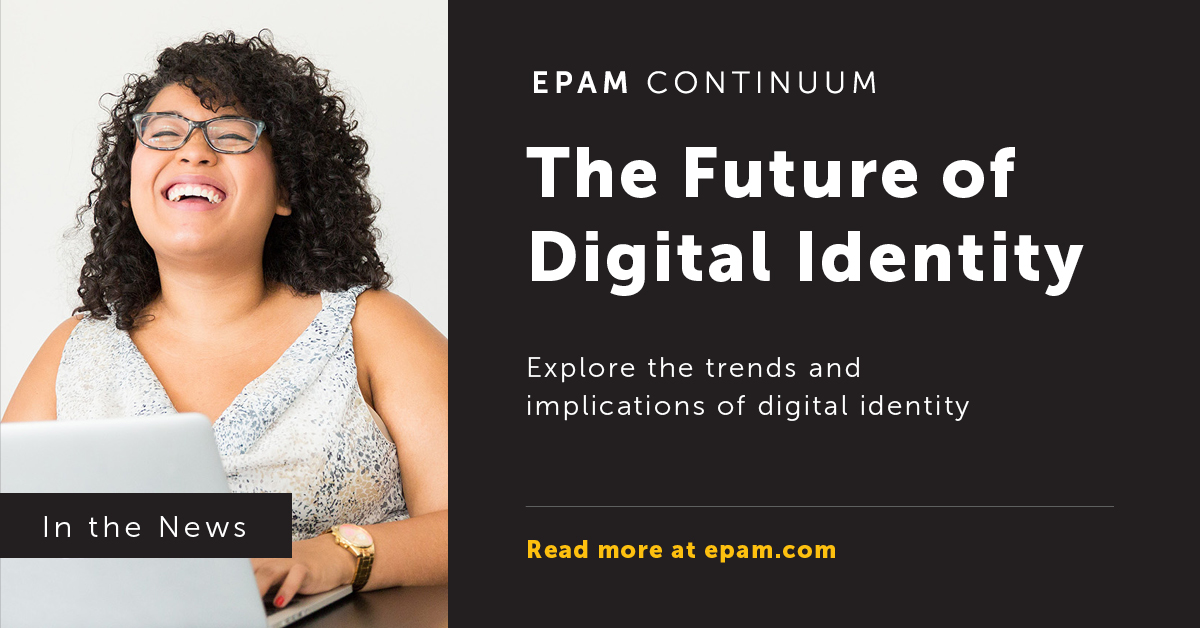 EPAM CONTINUUM
The Future of
Digital Identity
Explore the trends and
implications of digital identity
In the News
Read more at epam.com